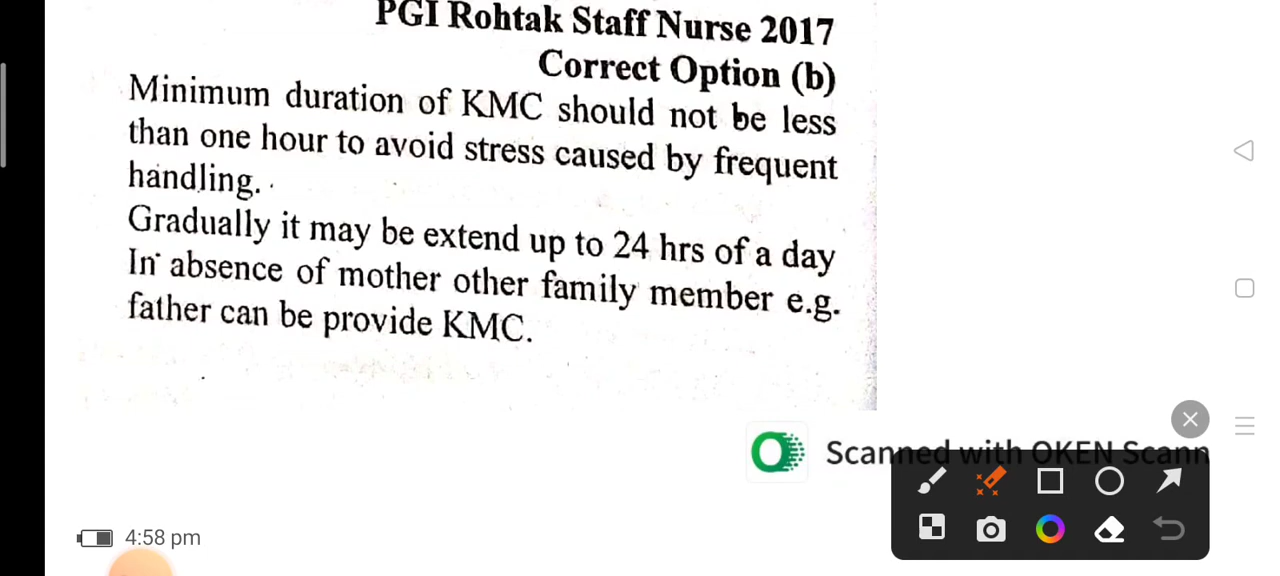 PGI Rohtak Staff Nurse 2017
Correct Option (b)
Minimum duration of KMC should not be less
than one hour to avoid stress caused by frequent
handling.
Gradually it may be extend up to 24 hrs of a day
In absence of mother other family member e.g.
father can be provide KMC.
Scanned with OKEN Scann
4:58 pm